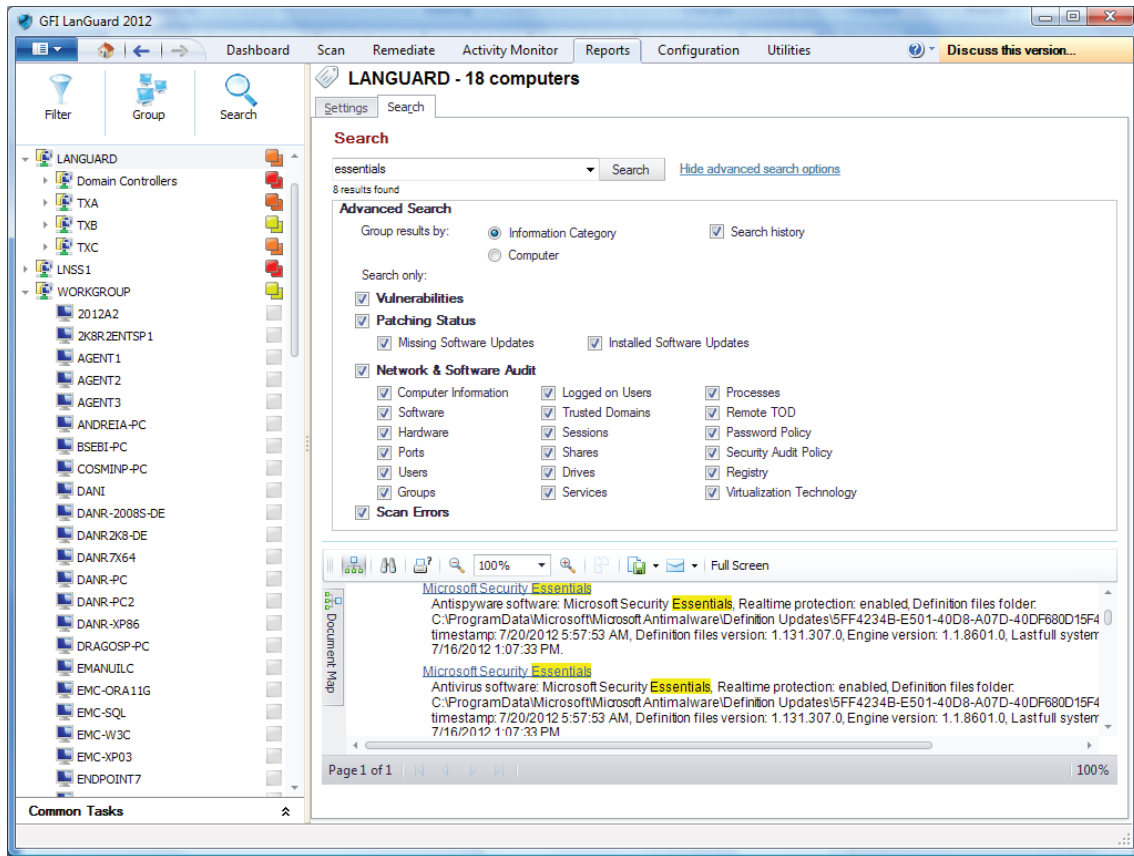 GFI LanGuard 2012
Dashboard Scan Remediate Activity Monitor Reports Configuration Utilities Discuss this version...
Filter Group Search
LANGUARD
Domain Controllers
TXA
TXB
TXC
LNSS1
WORKGROUP
2012A2
2K8R2ENTSP1
AGENT1
AGENT2
AGENT3
ANDREIA-PC
BSEBI-PC
COSMINP-PC
DANI
DANR-2008S-DE
DANR2K8-DE
DANR7X64
DANR-PC
DANR-PC2
DANR-XP86
DRAGOSP-PC
EMANUILC
EMC-ORA11G
EMC-SQL
EMC-W3C
EMC-XP03
ENDPOINT7
Common Tasks
LANGUARD - 18 computers
Settings Search
Search
essentials Search Hide advanced search options
8 results found
Advanced Search
Group results by: Information Category Search history
Computer
Search only:
Vulnerabilities
Patching Status
Missing Software Updates Installed Software Updates
Network & Software Audit
Computer Information Logged on Users Processes
Software Trusted Domains Remote TOD
Hardware Sessions Password Policy
Ports Shares Security Audit Policy
Users Drives Registry
Groups Services Virtualization Technology
Scan Errors
100% Full Screen
Document Map
Microsoft Security Essentials
Antispyware software: Microsoft Security Essentials, Realtime protection: enabled, Definition files folder:
C:\ProgramData\Microsoft\Microsoft Antimalware\Definition Updates\5FF4234B-E501-40D8-A07D-40DF680D15F4
timestamp: 7/20/2012 5:57:53 AM, Definition files version: 1.131.307.0, Engine version: 1.1.8601.0, Last full system
7/16/2012 1:07:33 PM.
Microsoft Security Essentials
Antivirus software: Microsoft Security Essentials, Realtime protection: enabled, Definition files folder:
C:\ProgramData\Microsoft\Microsoft Antimalware\Definition Updates\5FF4234B-E501-40D8-A07D-40DF680D15F4
timestamp: 7/20/2012 5:57:53 AM, Definition files version: 1.131.307.0, Engine version: 1.1.8601.0, Last full system
7/16/2012 1:07:33 PM
Page 1 of 1 100%